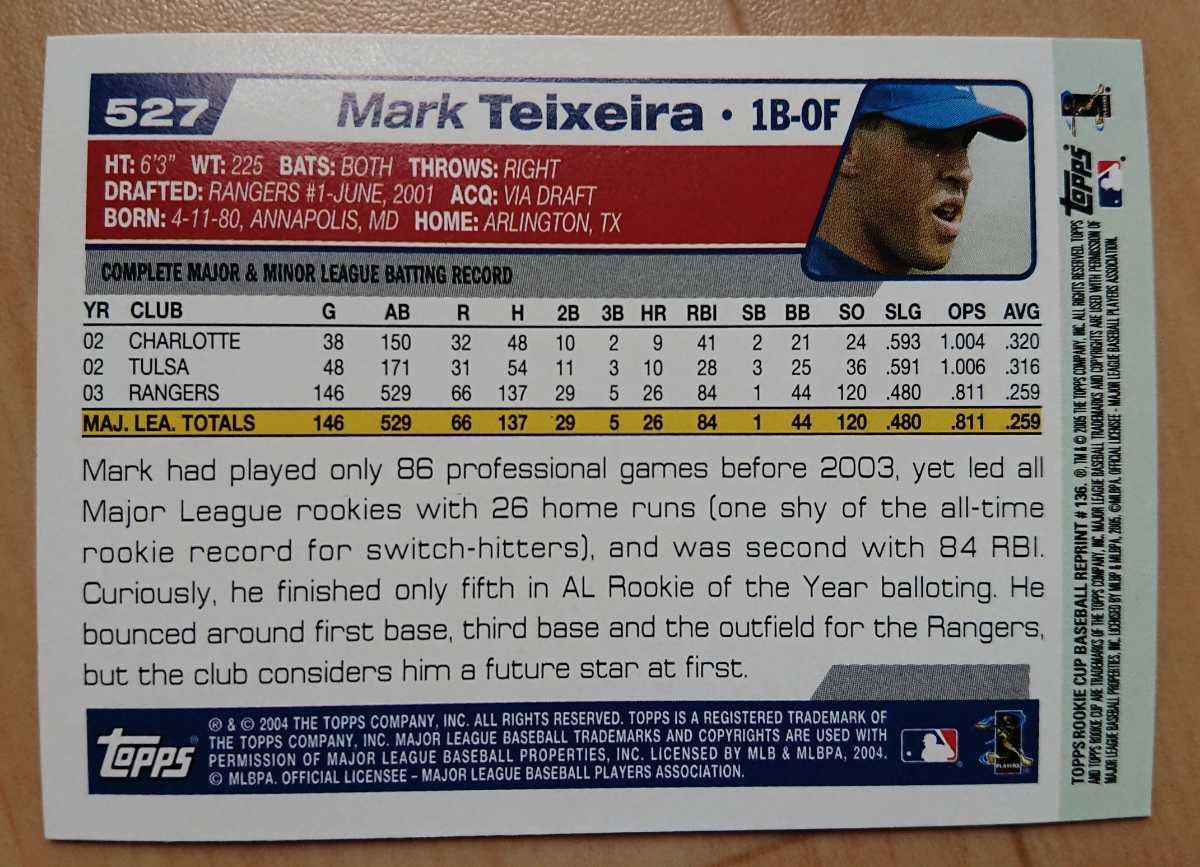 527 Mark Teixeira • 1B-OF
HT: 6'3" WT: 225 BATS: BOTH THROWS: RIGHT
DRAFTED: RANGERS #1-JUNE, 2001 ACQ: VIA DRAFT
BORN: 4-11-80, ANNAPOLIS, MD HOME: ARLINGTON, TX
COMPLETE MAJOR & MINOR LEAGUE BATTING RECORD
YR CLUB G AB R H 2B 3B HR RBI SB BB SO SLG OPS AVG
02 CHARLOTTE 38 150 32 48 10 2 9 41 2 21 24 .593 1.004 .320
02 TULSA 48 171 31 54 11 3 10 28 3 25 36 .591 1.006 .316
03 RANGERS 146 529 66 137 29 5 26 84 1 44 120 .480 .811 .259
MAJ. LEA. TOTALS 146 529 66 137 29 5 26 84 1 44 120 .480 .811 .259
Mark had played only 86 professional games before 2003, yet led all
Major League rookies with 26 home runs (one shy of the all-time
rookie record for switch-hitters), and was second with 84 RBI.
Curiously, he finished only fifth in AL Rookie of the Year balloting. He
bounced around first base, third base and the outfield for the Rangers,
but the club considers him a future star at first.
Topps
® & © 2004 THE TOPPS COMPANY, INC. ALL RIGHTS RESERVED. TOPPS IS A REGISTERED TRADEMARK OF
THE TOPPS COMPANY, INC. MAJOR LEAGUE BASEBALL TRADEMARKS AND COPYRIGHTS ARE USED WITH
PERMISSION OF MAJOR LEAGUE BASEBALL PROPERTIES, INC. LICENSED BY MLB & MLBPA, 2004.
© MLBPA. OFFICIAL LICENSEE - MAJOR LEAGUE BASEBALL PLAYERS ASSOCIATION.
PLAYERS
Topps
TOPPS ROOKIE CUP BASEBALL REPRINT # 136. ®, TM & © 2005 THE TOPPS COMPANY, INC. ALL RIGHTS RESERVED. TOPPS
AND TOPPS ROOKIE CUP ARE TRADEMARKS OF THE TOPPS COMPANY, INC. MAJOR LEAGUE BASEBALL TRADEMARKS AND COPYRIGHTS ARE USED WITH PERMISSION OF
MAJOR LEAGUE BASEBALL PROPERTIES, INC. LICENSED BY MLBP & MLBPA, 2005. ©MLBPA. OFFICIAL LICENSEE - MAJOR LEAGUE BASEBALL PLAYERS ASSOCIATION.